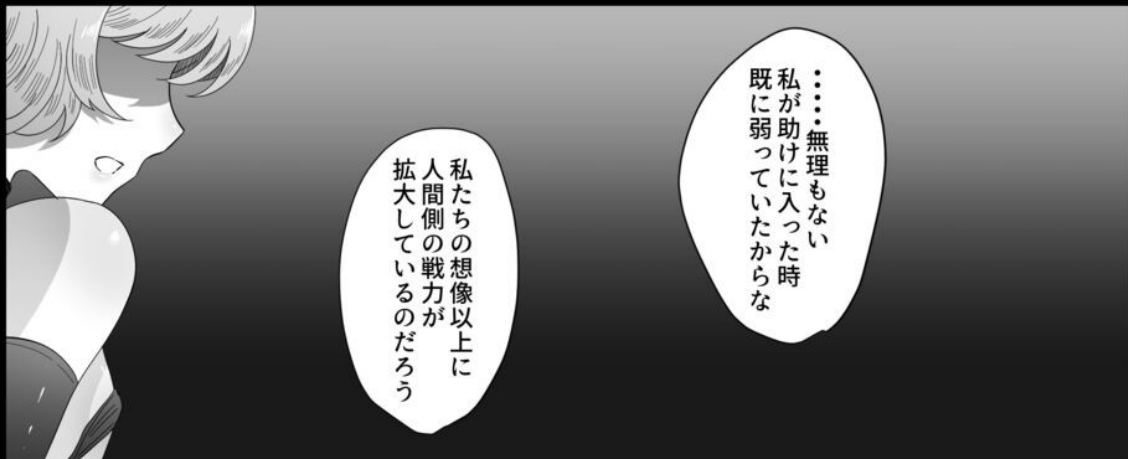 ・・・・・無理もない
私が助けに入った時
既に弱っていたからな
私たちの想像以上に
人間側の戦力が
拡大しているのだろう